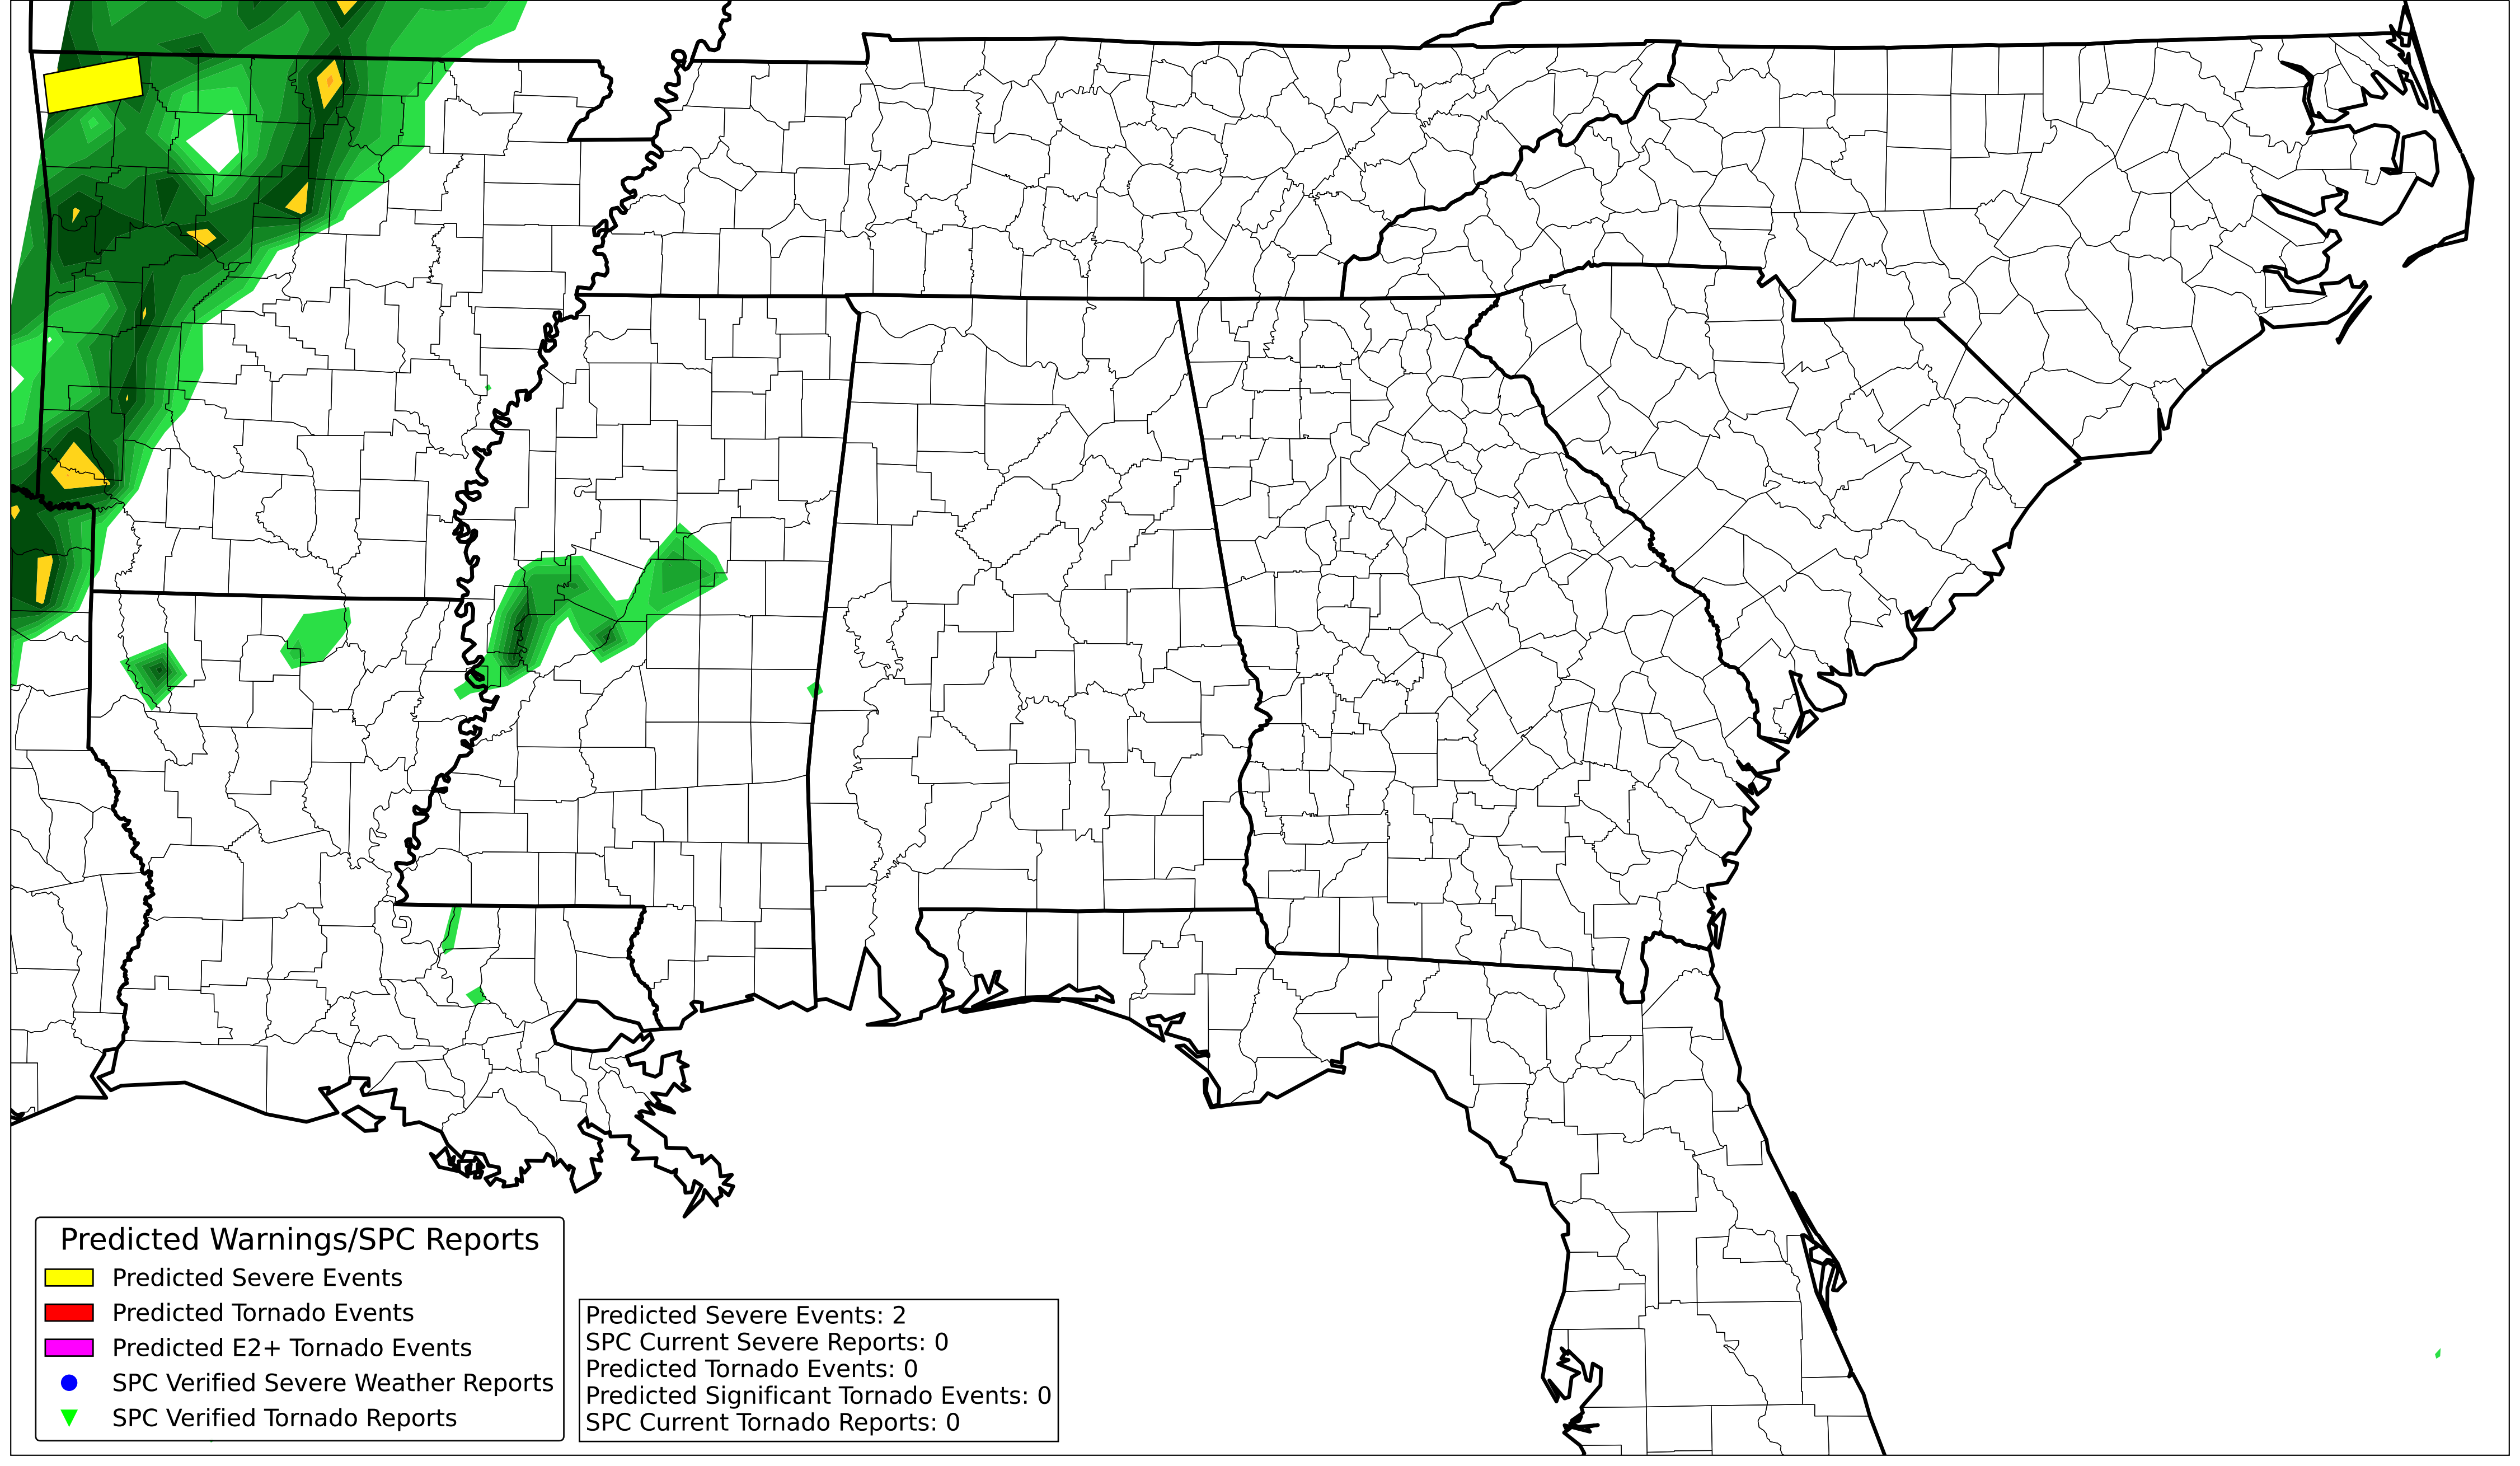 Predicted Warnings/SPC Reports
Predicted Severe Events
Predicted Tornado Events
Predicted E2+ Tornado Events
SPC Verified Severe Weather Reports
SPC Verified Tornado Reports
Predicted Severe Events: 2
SPC Current Severe Reports: 0
Predicted Tornado Events: 0
Predicted Significant Tornado Events: 0
SPC Current Tornado Reports: 0